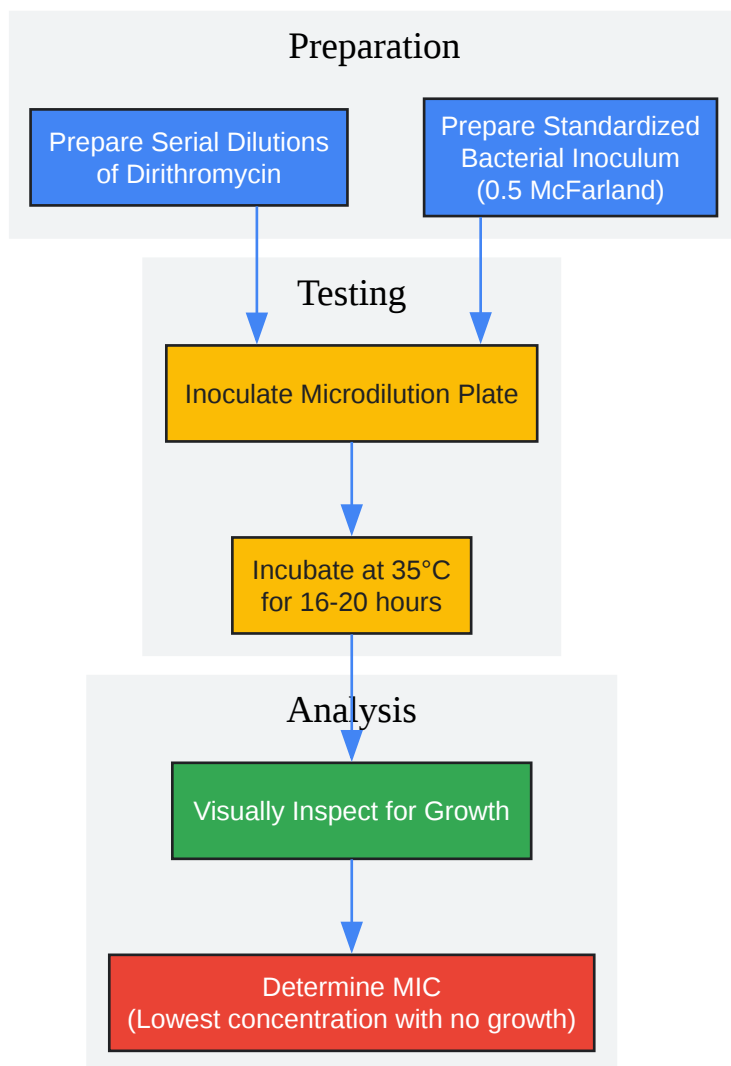 Preparation
Prepare Serial Dilutions
of Dirithromycin
Prepare Standardized
Bacterial Inoculum
(0.5 McFarland)
Testing
Inoculate Microdilution Plate
Incubate at 35°C
for 16-20 hours
Analysis
Visually Inspect for Growth
Determine MIC
(Lowest concentration with no growth)